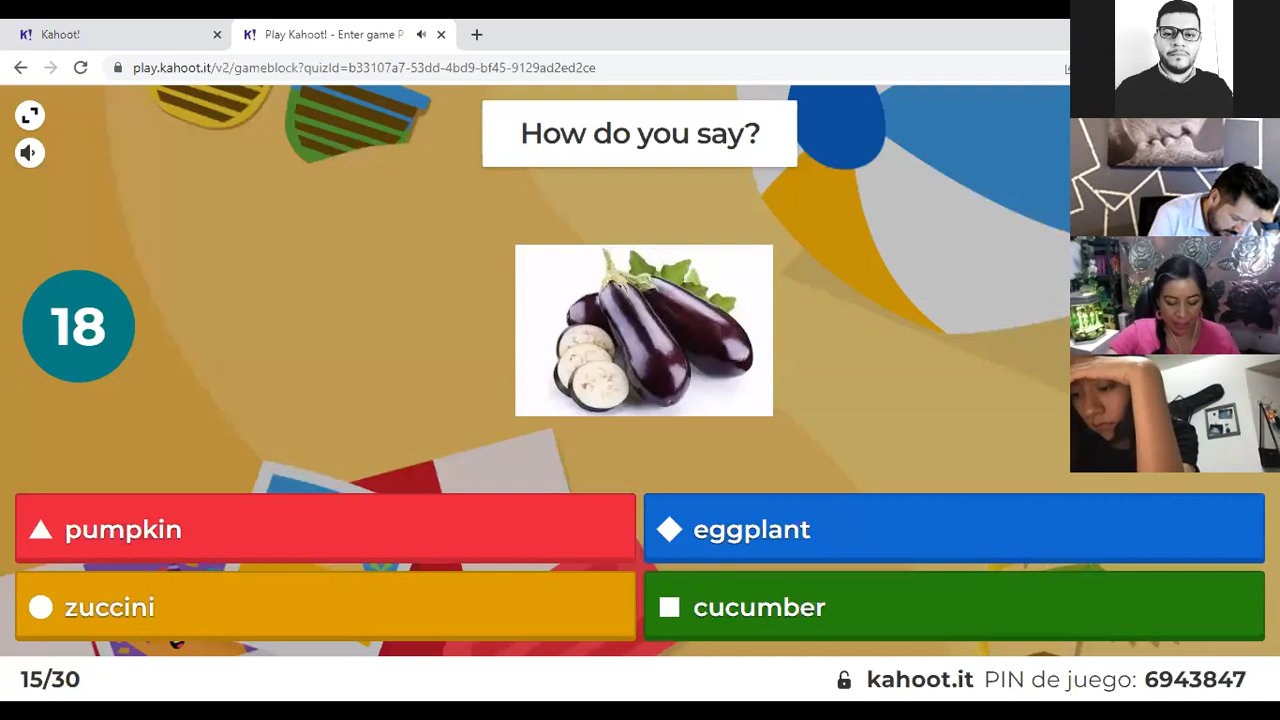 Kahoot!
Play Kahoot! - Enter game P
play.kahoot.it/v2/gameblock?quizId=b33107a7-53dd-4bd9-bf45-9129ad2ed2ce
How do you say?
18
pumpkin
eggplant
zuccini
cucumber
15/30
kahoot.it PIN de juego: 6943847